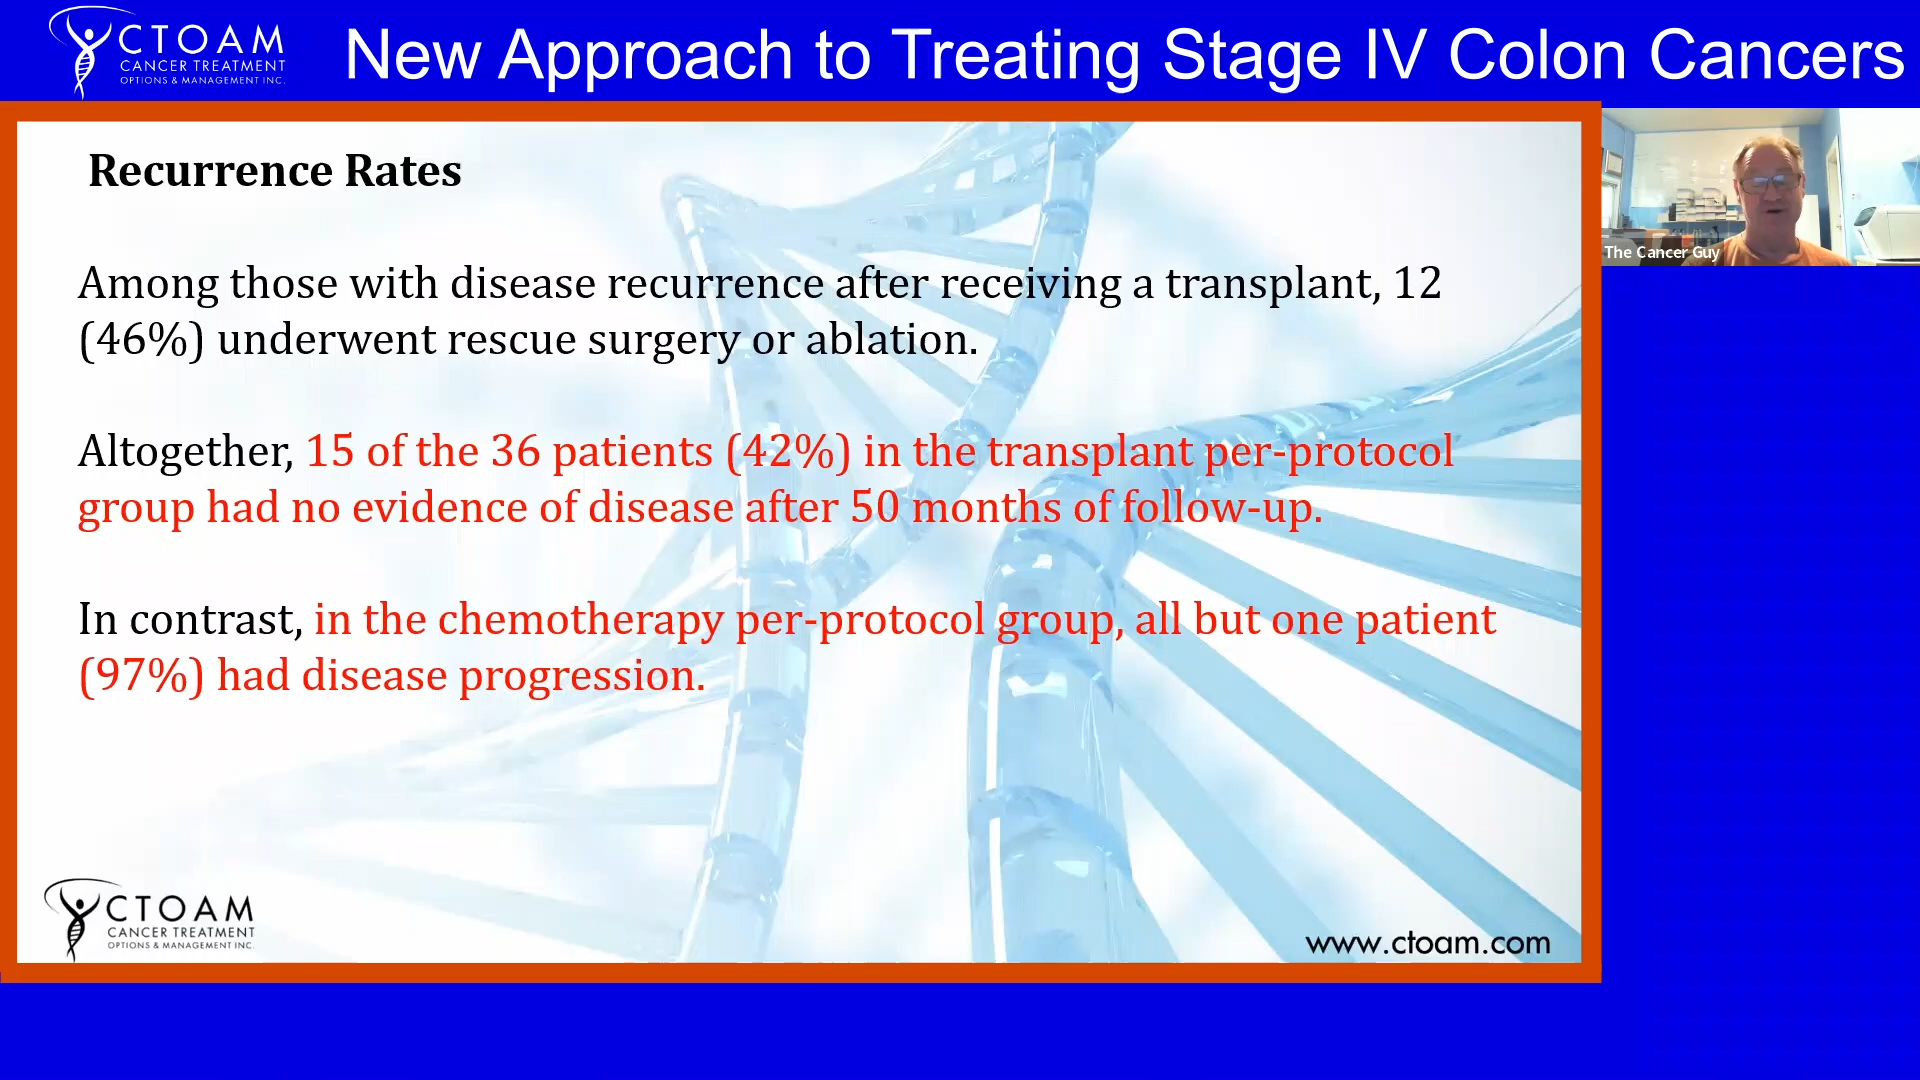 CTOAM
CANCER TREATMENT
OPTIONS & MANAGEMENT INC.
New Approach to Treating Stage IV Colon Cancers
Recurrence Rates
Among those with disease recurrence after receiving a transplant, 12
(46%) underwent rescue surgery or ablation.
Altogether, 15 of the 36 patients (42%) in the transplant per-protocol
group had no evidence of disease after 50 months of follow-up.
In contrast, in the chemotherapy per-protocol group, all but one patient
(97%) had disease progression.
The Cancer Guy
CTOAM
CANCER TREATMENT
OPTIONS & MANAGEMENT INC.
www.ctoam.com